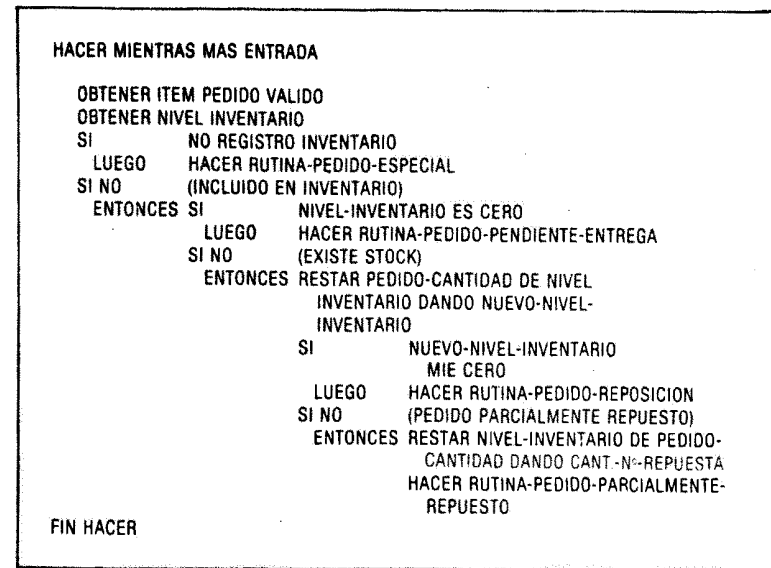 HACER MIENTRAS MAS ENTRADA
OBTENER ITEM PEDIDO VALIDO
OBTENER NIVEL INVENTARIO
SI NO REGISTRO INVENTARIO
LUEGO HACER RUTINA-PEDIDO-ESPECIAL
SI NO (INCLUIDO EN INVENTARIO)
ENTONCES SI NIVEL-INVENTARIO ES CERO
LUEGO HACER RUTINA-PEDIDO-PENDIENTE-ENTREGA
SI NO (EXISTE STOCK)
ENTONCES RESTAR PEDIDO-CANTIDAD DE NIVEL
INVENTARIO DANDO NUEVO-NIVEL-
INVENTARIO
SI NUEVO-NIVEL-INVENTARIO
MIE CERO
LUEGO HACER RUTINA-PEDIDO-REPOSICION
SI NO (PEDIDO PARCIALMENTE REPUESTO)
ENTONCES RESTAR NIVEL-INVENTARIO DE PEDIDO-
CANTIDAD DANDO CANT.-Nº-REPUESTA
HACER RUTINA-PEDIDO-PARCIALMENTE-
REPUESTO
FIN HACER